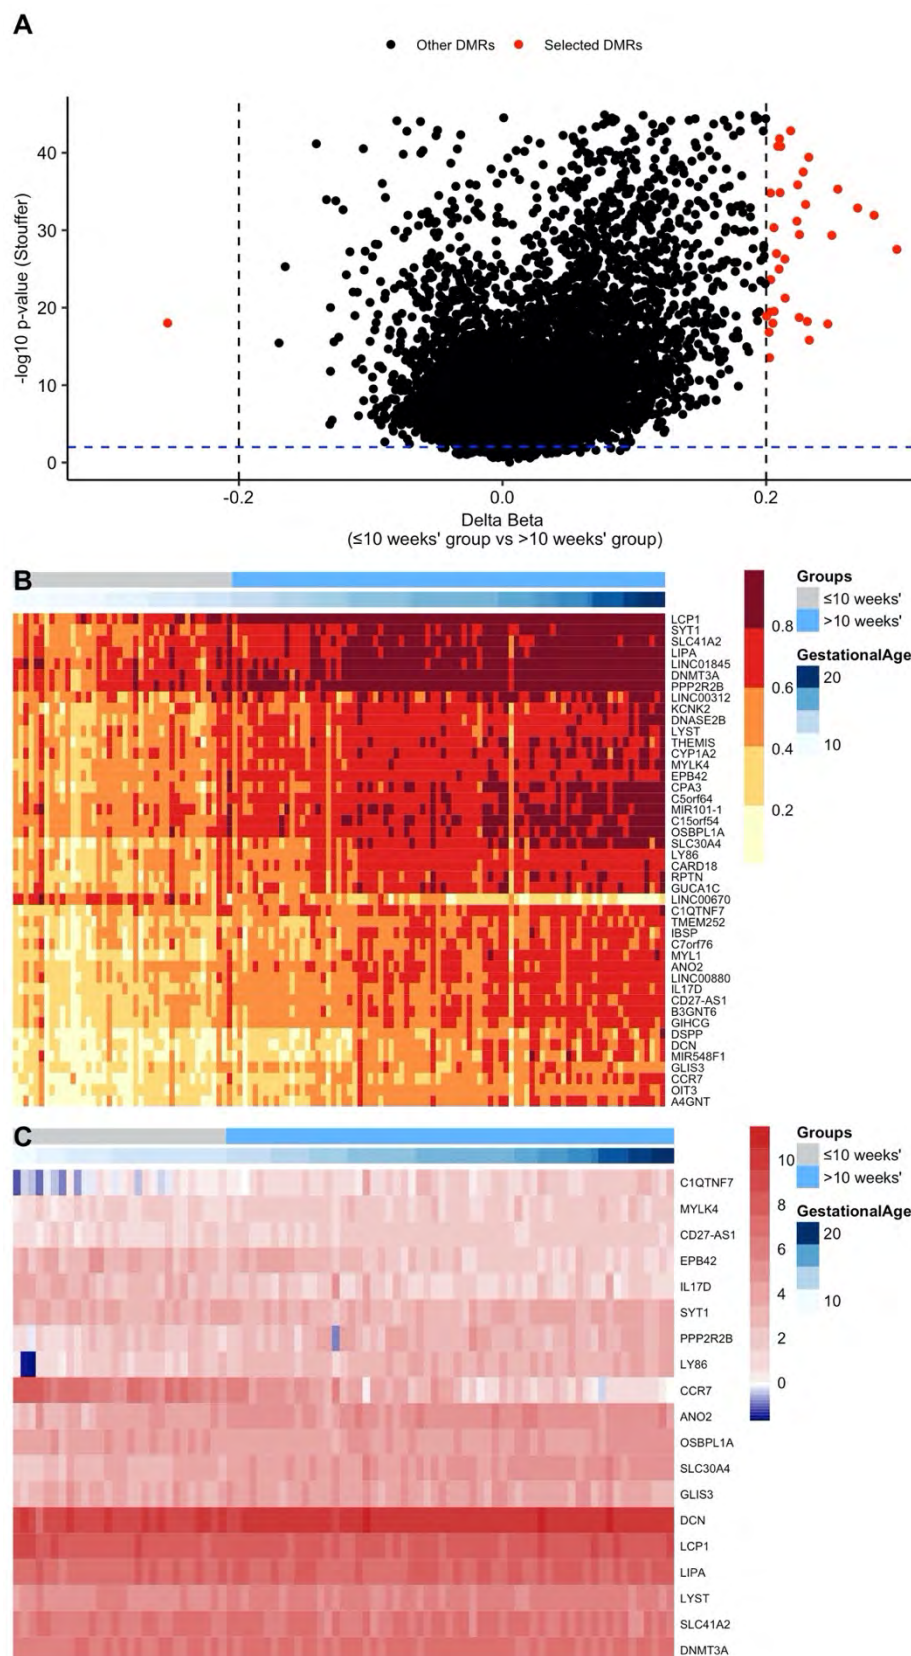 A
Other DMRs Selected DMRs
40
30
20
10
0
-log10 p-value (Stouffer)
-0.2 0.0 0.2
Delta Beta
(≤10 weeks' group vs >10 weeks' group)
B
LCP1
SYT1
SLC41A2
LIPA
LINC01845
DNMT3A
PPP2R2B
LINC00312
KCNK2
DNASE2B
LYST
THEMIS
CYP1A2
MYLK4
EPB42
CPA3
C5orf64
MIR101-1
C15orf54
OSBPL1A
SLC30A4
LY86
CARD18
RPTN
GUCA1C
LINC00670
C1QTNF7
TMEM252
IBSP
C7orf76
MYL1
ANO2
LINC00880
IL17D
CD27-AS1
B3GNT6
GIHCG
DSPP
DCN
MIR548F1
GLIS3
CCR7
OIT3
A4GNT
0.8
0.6
0.4
0.2
Groups
≤10 weeks'
>10 weeks'
GestationalAge
20
10
C
C1QTNF7
MYLK4
CD27-AS1
EPB42
IL17D
SYT1
PPP2R2B
LY86
CCR7
ANO2
OSBPL1A
SLC30A4
GLIS3
DCN
LCP1
LIPA
LYST
SLC41A2
DNMT3A
10
8
6
4
2
0
Groups
≤10 weeks'
>10 weeks'
GestationalAge
20
10